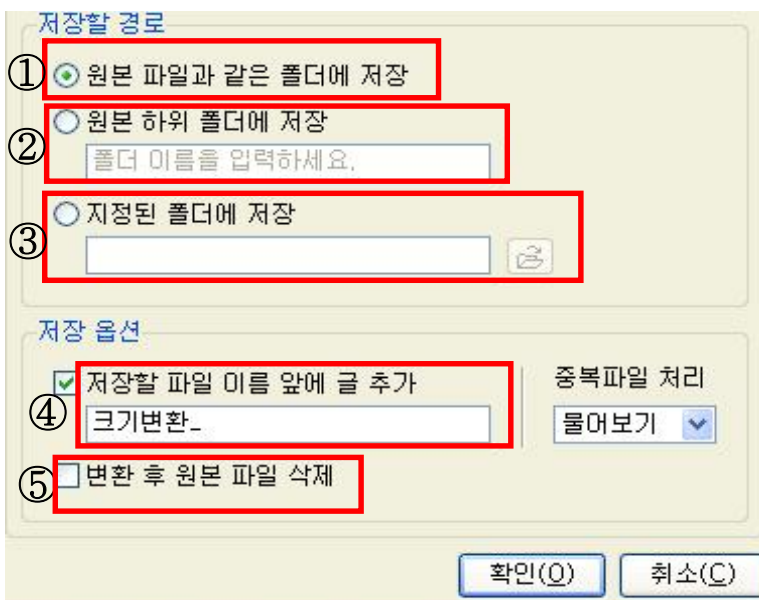 저장할 경로
① 원본 파일과 같은 폴더에 저장
② 원본 하위 폴더에 저장
폴더 이름을 입력하세요.
③ 지정된 폴더에 저장
저장 옵션
④ 저장할 파일 이름 앞에 글 추가
크기변환_
중복파일 처리
물어보기
⑤ 변환 후 원본 파일 삭제
확인(O) 취소(C)